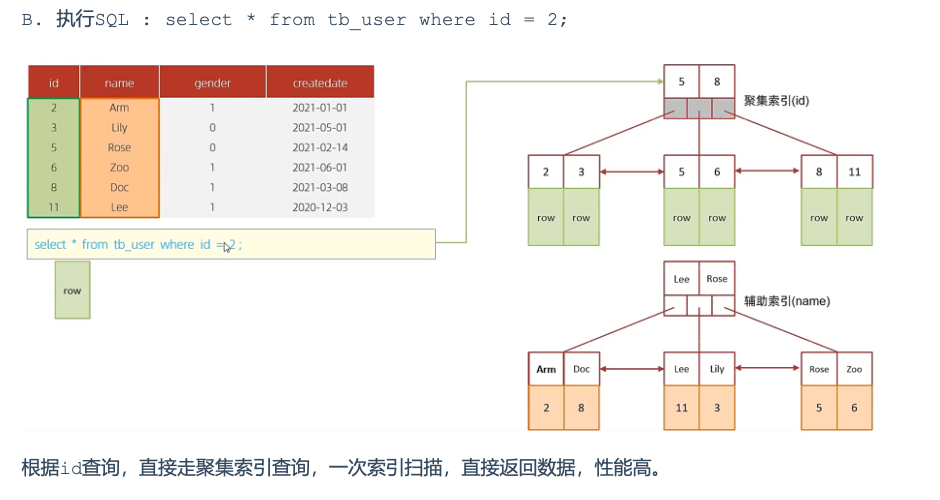 B. 执行SQL : select * from tb_user where id = 2;
id name gender createdate
2 Arm 1 2021-01-01
3 Lily 0 2021-05-01
5 Rose 0 2021-02-14
6 Zoo 1 2021-06-01
8 Doc 1 2021-03-08
11 Lee 1 2020-12-03
select * from tb_user where id = 2 ;
row
5 8
聚集索引(id)
2 3 5 6 8 11
row row row row row row
Lee Rose
辅助索引(name)
Arm Doc Lee Lily Rose Zoo
2 8 11 3 5 6
根据id查询，直接走聚集索引查询，一次索引扫描，直接返回数据，性能高。